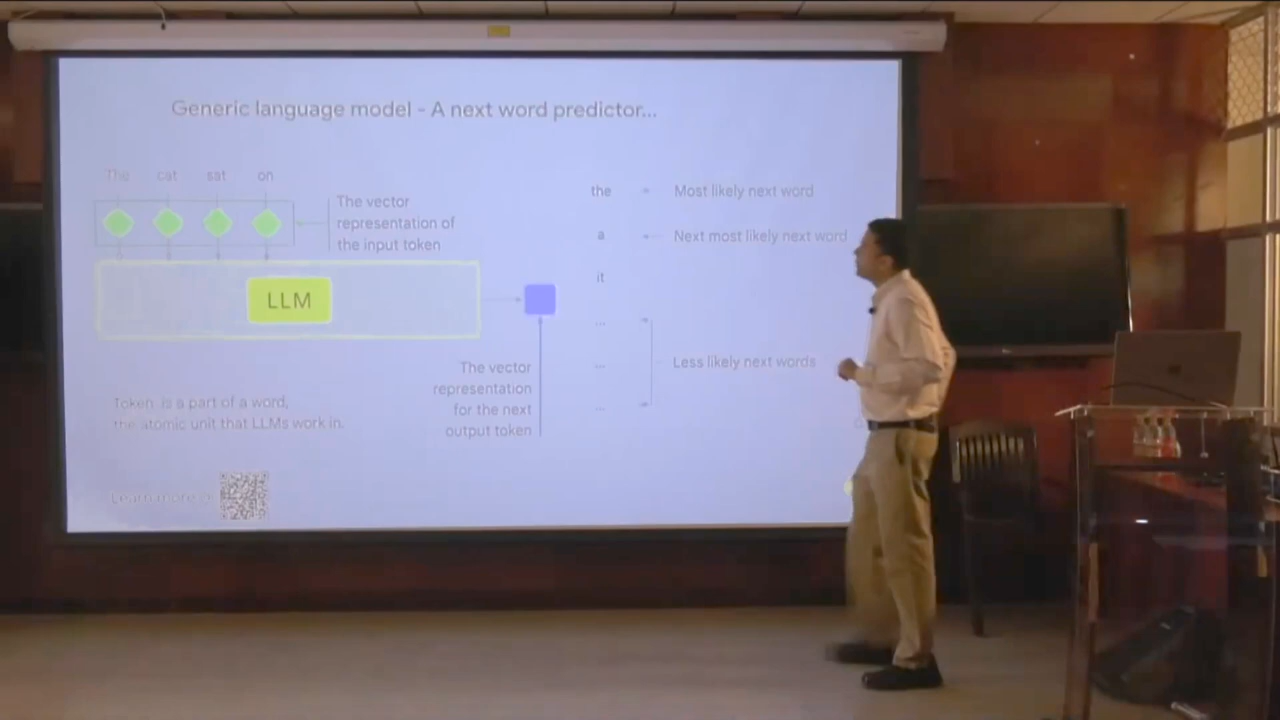 Generic language model - A next word predictor...
The cat sat on
The vector
representation of
the input token
LLM
the
Most likely next word
a
Next most likely next word
it
...
...
...
Less likely next words
The vector
representation
for the next
output token
Token is a part of a word,
the atomic unit that LLMs work in.
Learn more